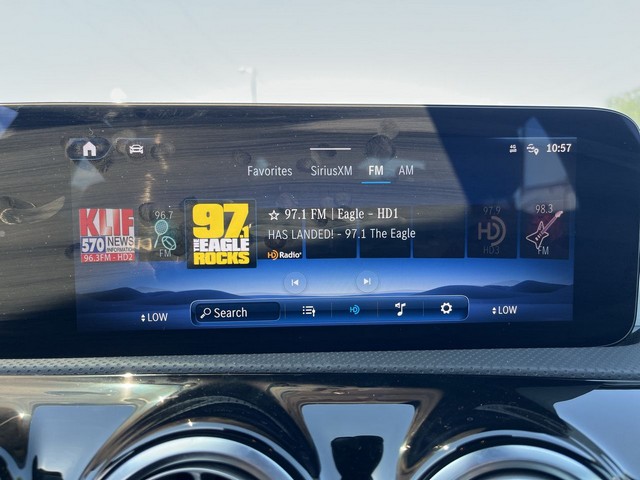 10:57
Favorites SiriusXM FM AM
KLIF
570 NEWS
INFORMATION
96.3FM - HD2
96.7
FM
97.1
THE EAGLE
ROCKS
97.1 FM | Eagle - HD1
HAS LANDED! - 97.1 The Eagle
HD Radio
97.9
HD
HD3
98.3
FM
LOW
Search
HD
LOW